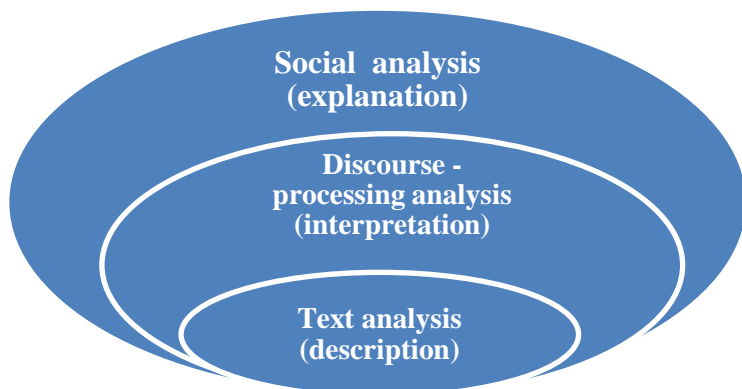 Social analysis
(explanation)
Discourse -
processing analysis
(interpretation)
Text analysis
(description)